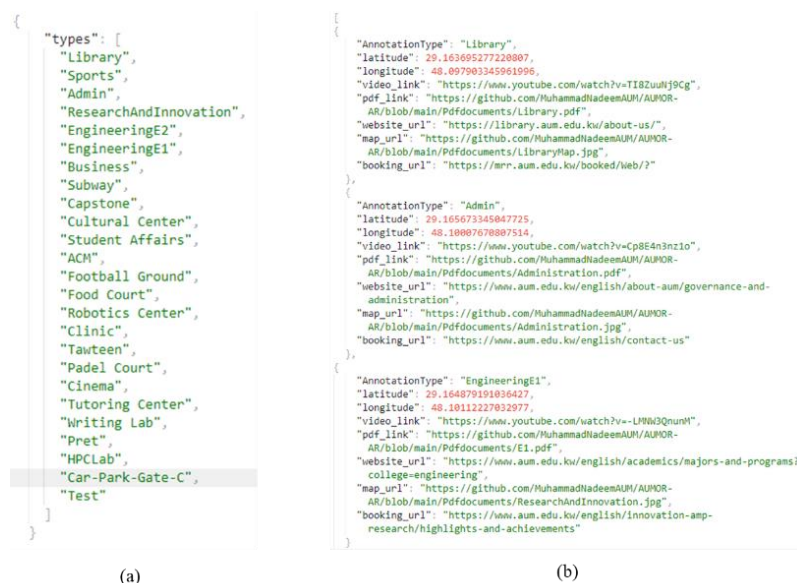 {
"types": [
"Library",
"Sports",
"Admin",
"ResearchAndInnovation",
"EngineeringE2",
"EngineeringE1",
"Business",
"Subway",
"Capstone",
"Cultural Center",
"Student Affairs",
"ACM",
"Football Ground",
"Food Court",
"Robotics Center",
"Clinic",
"Tawteen",
"Padel Court",
"Cinema",
"Tutoring Center",
"Writing Lab",
"Pret",
"HPCLab",
"Car-Park-Gate-C",
"Test"
]
}
(a)
[
{
"AnnotationType": "Library",
"latitude": 29.163695277220807,
"longitude": 48.097903345961996,
"video_link": "https://www.youtube.com/watch?v=TI8ZuuNj9Cg",
"pdf_link": "https://github.com/MuhammadNadeemAUM/AUMOR-
AR/blob/main/Pdfdocuments/Library.pdf",
"website_url": "https://library.aum.edu.kw/about-us/",
"map_url": "https://github.com/MuhammadNadeemAUM/AUMOR-
AR/blob/main/Pdfdocuments/LibraryMap.jpg",
"booking_url": "https://mrr.aum.edu.kw/booked/Web/?"
},
{
"AnnotationType": "Admin",
"latitude": 29.165673345047725,
"longitude": 48.10007670807514,
"video_link": "https://www.youtube.com/watch?v=Cp8E4n3nz1o",
"pdf_link": "https://github.com/MuhammadNadeemAUM/AUMOR-
AR/blob/main/Pdfdocuments/Administration.pdf",
"website_url": "https://www.aum.edu.kw/english/about-aum/governance-and-
administration",
"map_url": "https://github.com/MuhammadNadeemAUM/AUMOR-
AR/blob/main/Pdfdocuments/Administration.jpg",
"booking_url": "https://www.aum.edu.kw/english/contact-us"
},
{
"AnnotationType": "EngineeringE1",
"latitude": 29.164879191036427,
"longitude": 48.10112227032977,
"video_link": "https://www.youtube.com/watch?v=-LMNW3QnunM",
"pdf_link": "https://github.com/MuhammadNadeemAUM/AUMOR-
AR/blob/main/Pdfdocuments/E1.pdf",
"website_url": "https://www.aum.edu.kw/english/academics/majors-and-programs?
college=engineering",
"map_url": "https://github.com/MuhammadNadeemAUM/AUMOR-
AR/blob/main/Pdfdocuments/ResearchAndInnovation.jpg",
"booking_url": "https://www.aum.edu.kw/english/innovation-amp-
research/highlights-and-achievements"
}
(b)